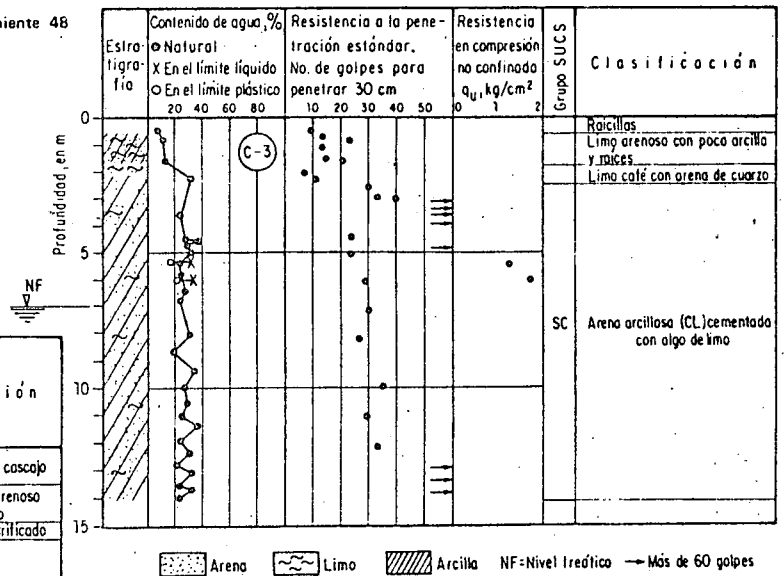 niente 48
Estra-
tigra-
fía
Contenido de agua, %
Natural
X En el límite líquido
En el límite plástico
20 40 60 80
Resistencia a la pene-
tración estándar.
No. de golpes para
penetrar 30 cm
10 20 30 40 50
Resistencia
en compresión
no confinada
qu, kg/cm²
0 1 2
Grupo SUCS
Clasificación
Profundidad, en m
0
5
10
15
C-3
NF
Raicillas
Limo arenoso con poca arcilla
y raíces
Limo café con arena de cuarzo
SC
Arena arcillosa (CL) cementada
con algo de limo
ión
cascajo
renoso
o
rificado
Arena
Limo
Arcilla
NF=Nivel freático
Más de 60 golpes